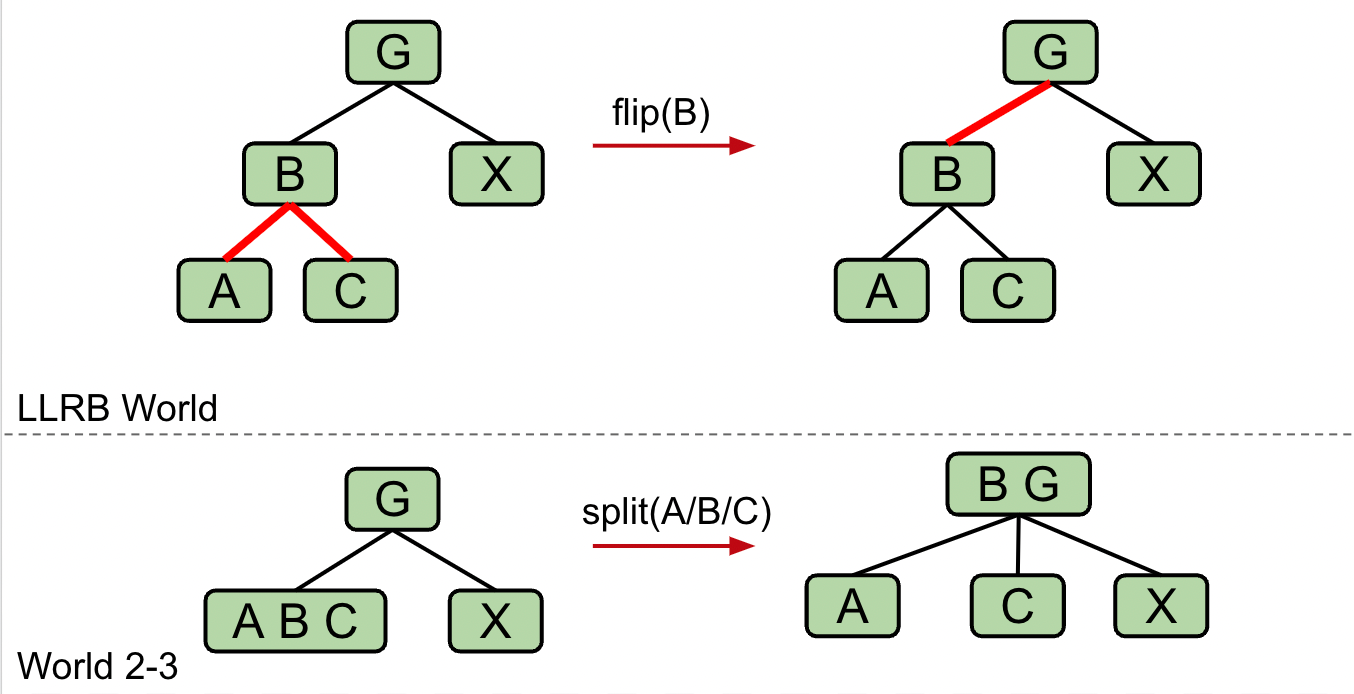 G G
flip(B)
B X B X
A C A C
LLRB World
G B G
split(A/B/C)
A B C X A C X
World 2-3